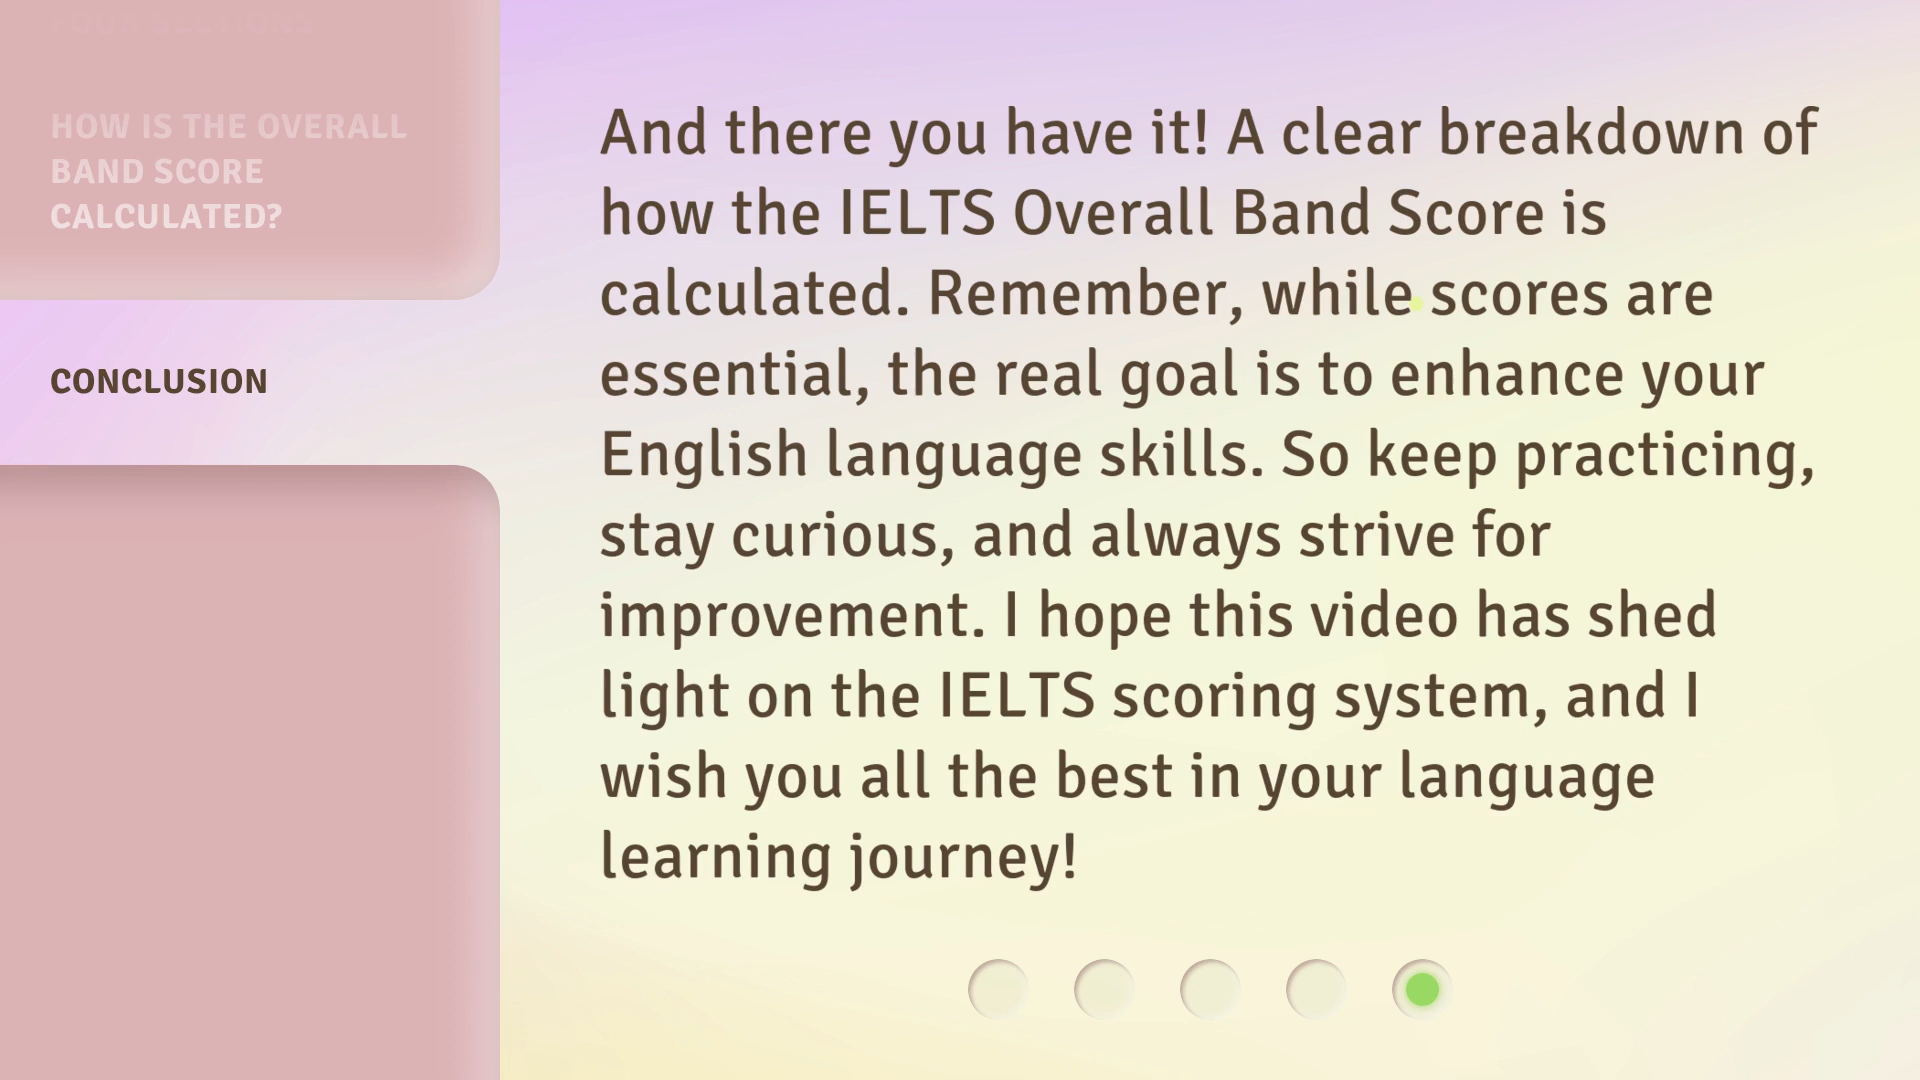 HOW IS THE OVERALL
BAND SCORE
CALCULATED?
CONCLUSION
And there you have it! A clear breakdown of
how the IELTS Overall Band Score is
calculated. Remember, while scores are
essential, the real goal is to enhance your
English language skills. So keep practicing,
stay curious, and always strive for
improvement. I hope this video has shed
light on the IELTS scoring system, and I
wish you all the best in your language
learning journey!